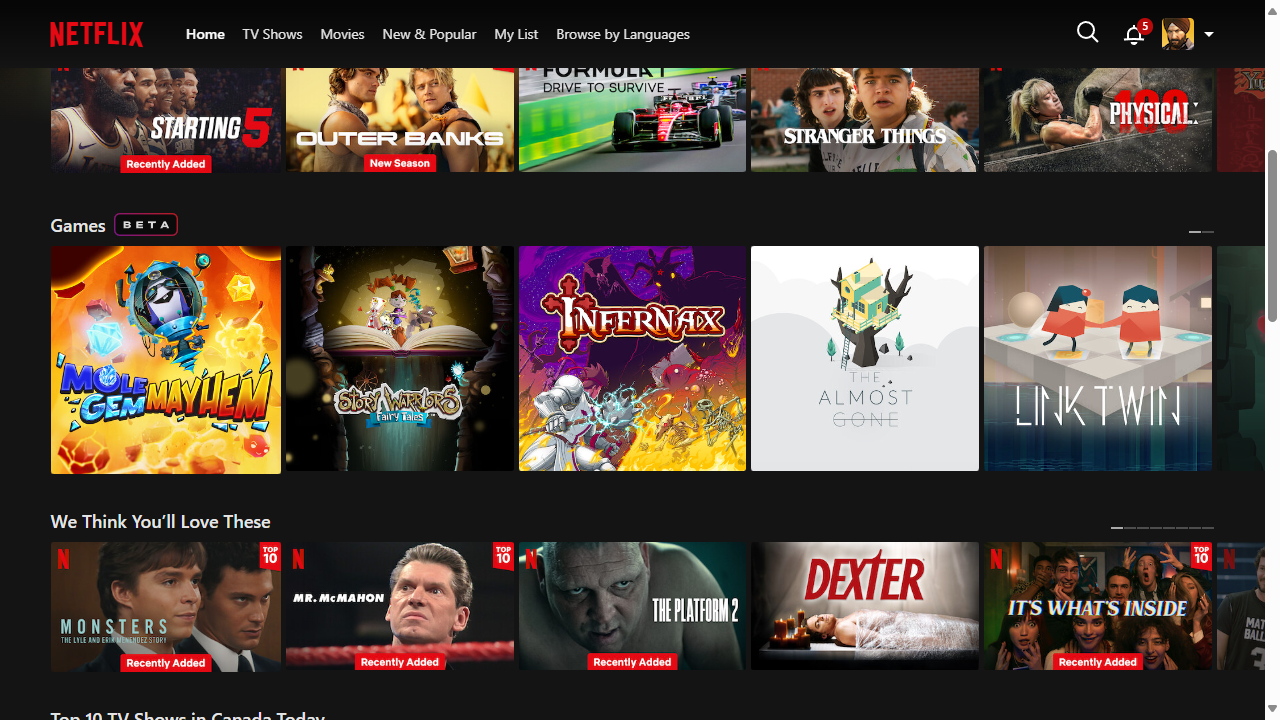 NETFLIX
Home TV Shows Movies New & Popular My List Browse by Languages 5
STARTING 5
Recently Added
OUTER BANKS
New Season
FORMULA 1
DRIVE TO SURVIVE
STRANGER THINGS
PHYSICAL:
100
Games BETA
MOLE
GEM MAYHEM
STORY WARRIORS
Fairy Tales
INFERNAX
THE
ALMOST
GONE
LINK TWIN
We Think You’ll Love These
N
TOP
10
MONSTERS
THE LYLE AND ERIK MENENDEZ STORY
Recently Added
N
TOP
10
MR. McMAHON
Recently Added
N
THE PLATFORM 2
Recently Added
DEXTER
N
TOP
10
IT'S WHAT'S INSIDE
Recently Added
N
Top 10 TV Shows in Canada Today